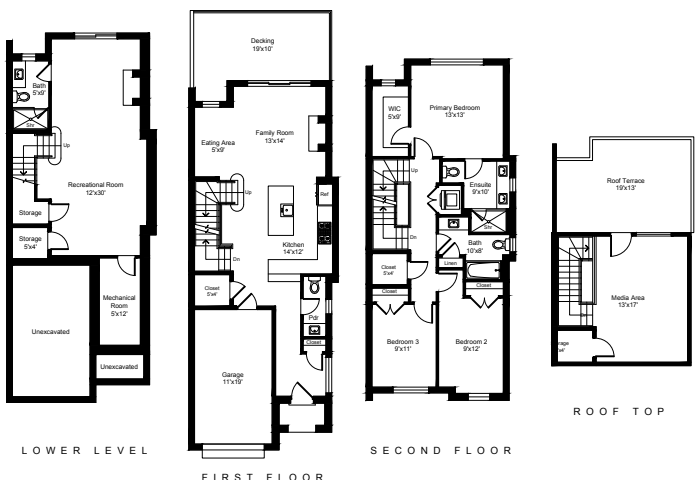 Bath
5'x9'
Shr
Up
Recreational Room
12'x30'
Storage
Storage
5'x4'
Mechanical
Room
5'x12'
Unexcavated
Unexcavated
LOWER LEVEL
Decking
19'x10'
Family Room
13'x14'
Eating Area
5'x9'
Up
Ref
Kitchen
14'x12'
Dn
Closet
5'x4'
Pdr
Closet
Garage
11'x19'
FIRST FLOOR
WIC
5'x9'
Primary Bedroom
13'x13'
Up
Ensuite
9'x10'
Shr
Bath
10'x8'
Dn
Linen
Closet
5'x4'
Closet
Closet
Bedroom 3
9'x11'
Bedroom 2
9'x12'
SECOND FLOOR
Roof Terrace
19'x13'
Media Area
13'x17'
rage
x4'
ROOF TOP